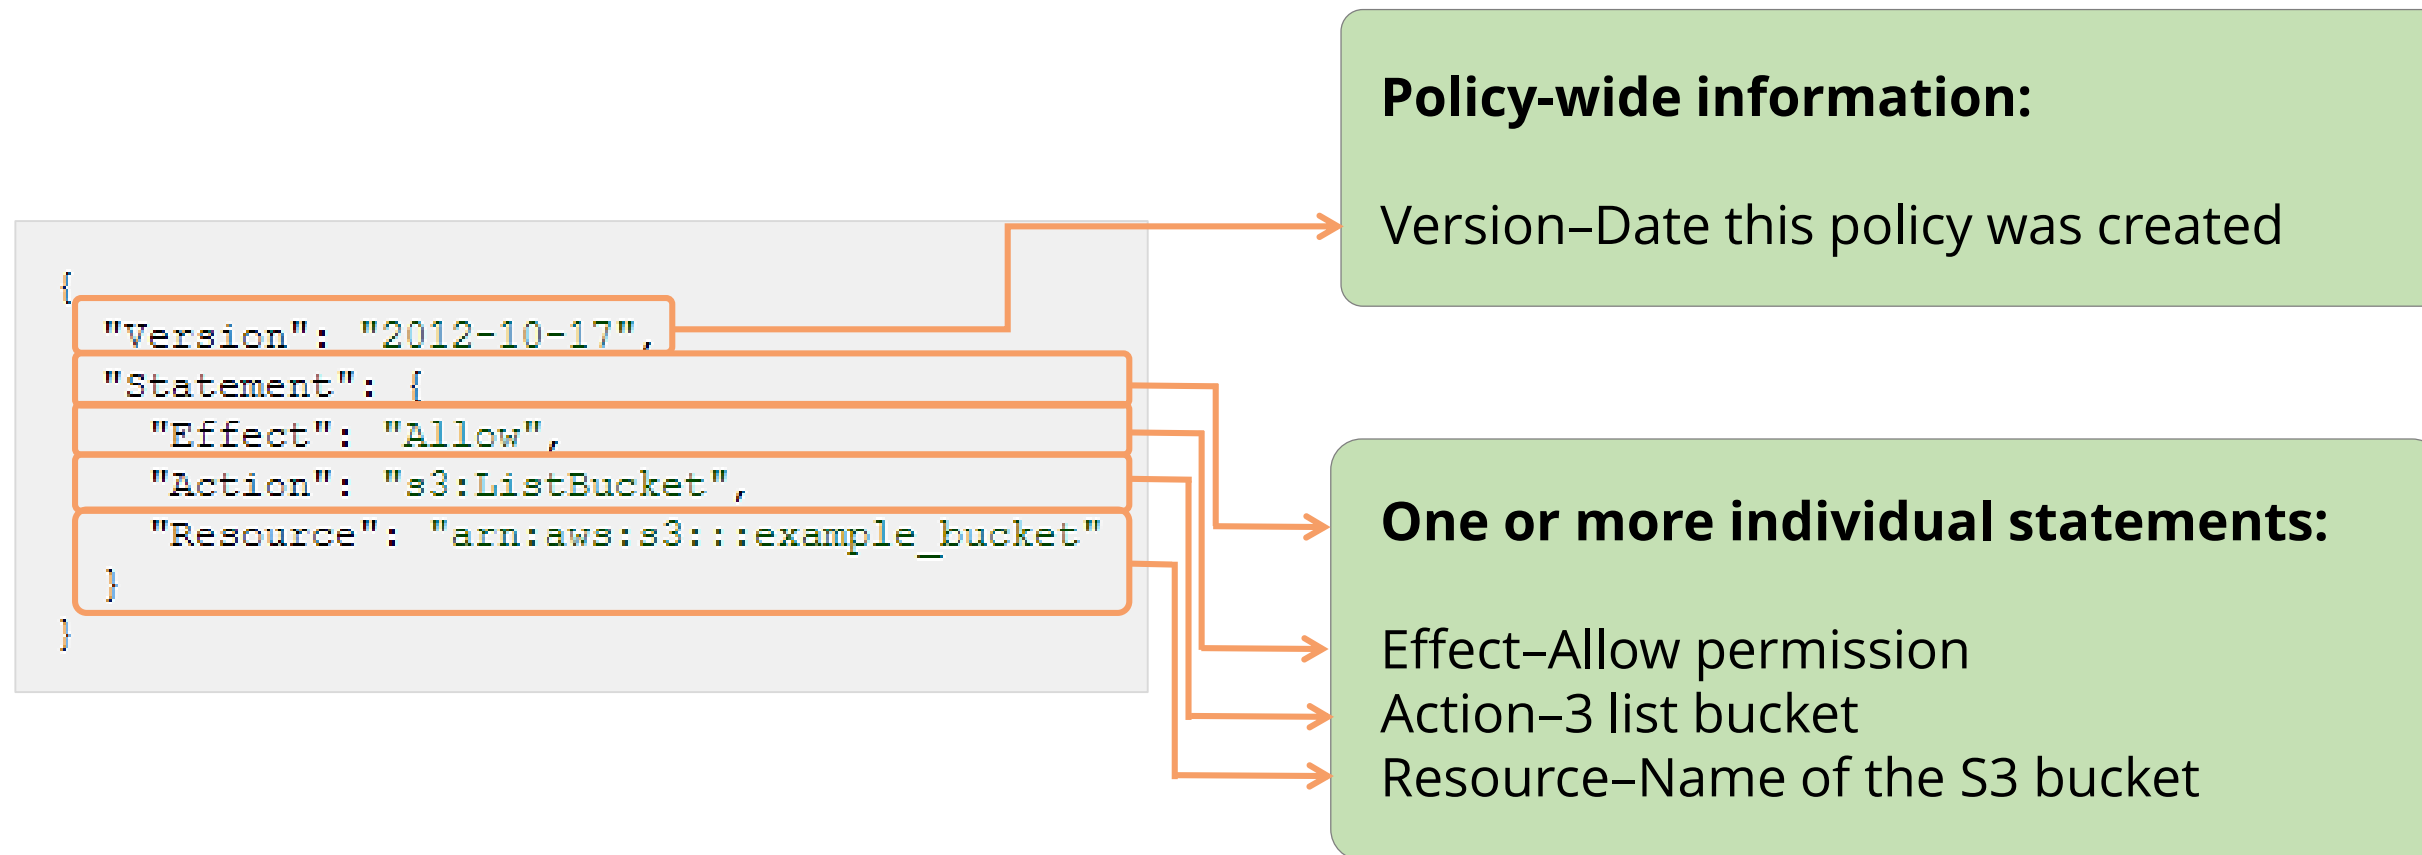 {
"Version": "2012-10-17",
"Statement": {
"Effect": "Allow",
"Action": "s3:ListBucket",
"Resource": "arn:aws:s3:::example_bucket"
}
}
Policy-wide information:
Version–Date this policy was created
One or more individual statements:
Effect–Allow permission
Action–3 list bucket
Resource–Name of the S3 bucket